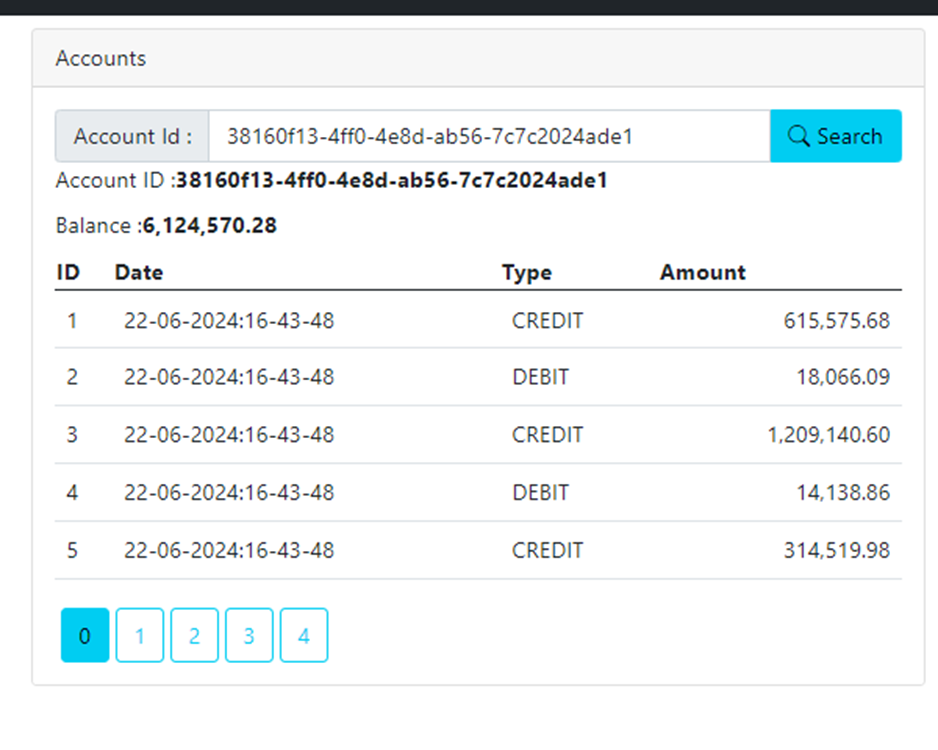 Accounts
Account Id : 38160f13-4ff0-4e8d-ab56-7c7c2024ade1 Search
Account ID :38160f13-4ff0-4e8d-ab56-7c7c2024ade1
Balance :6,124,570.28
ID Date Type Amount
1 22-06-2024:16-43-48 CREDIT 615,575.68
2 22-06-2024:16-43-48 DEBIT 18,066.09
3 22-06-2024:16-43-48 CREDIT 1,209,140.60
4 22-06-2024:16-43-48 DEBIT 14,138.86
5 22-06-2024:16-43-48 CREDIT 314,519.98
0 1 2 3 4